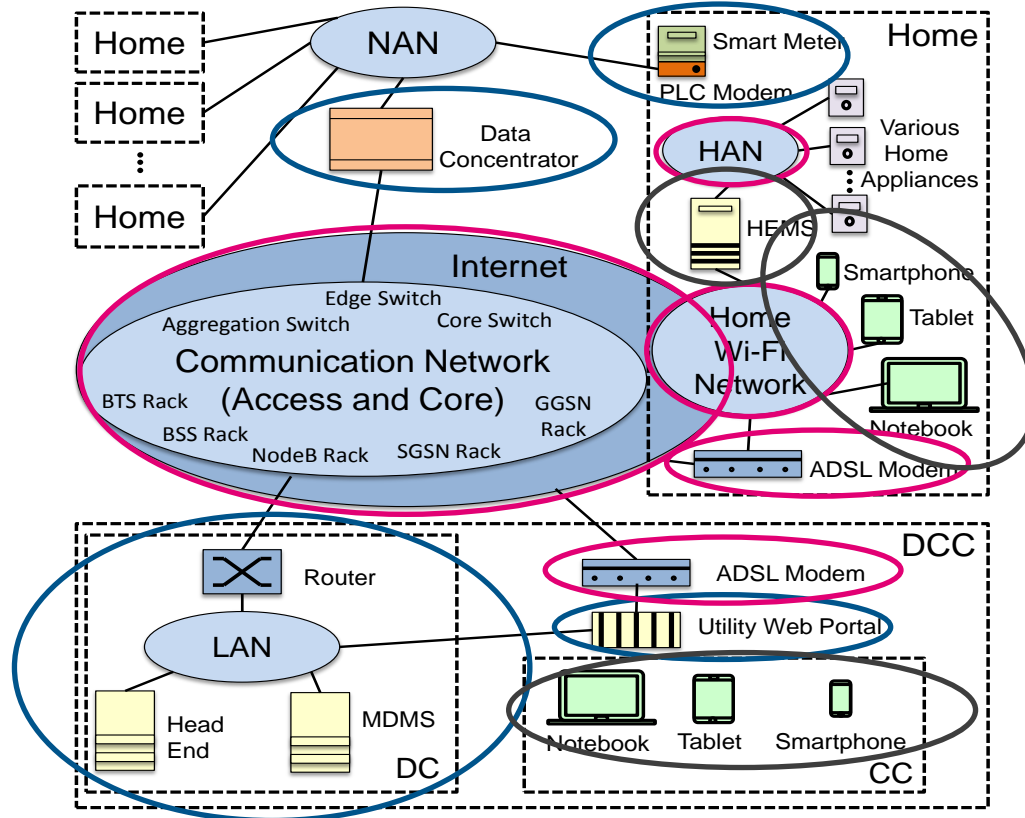 Home
Home
Home
NAN
Smart Meter
PLC Modem
Home
Data
Concentrator
HAN
Various
Home
Appliances
HEMS
Smartphone
Tablet
Notebook
Home
Wi-Fi
Network
ADSL Modem
Internet
Edge Switch
Aggregation Switch
Core Switch
Communication Network
(Access and Core)
BTS Rack
BSS Rack
NodeB Rack
SGSN Rack
GGSN
Rack
DCC
Router
LAN
Head
End
MDMS
DC
ADSL Modem
Utility Web Portal
Notebook
Tablet
Smartphone
CC